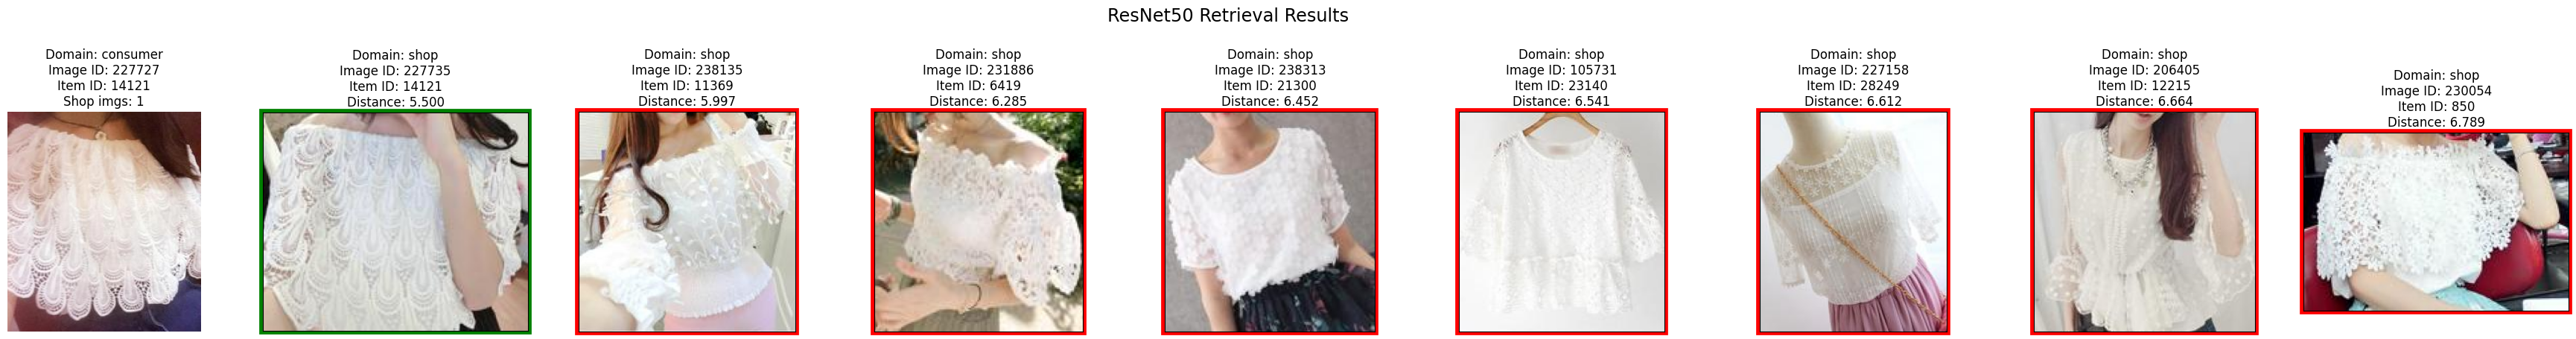 ResNet50 Retrieval Results
Domain: consumer
Image ID: 227727
Item ID: 14121
Shop imgs: 1
Domain: shop
Image ID: 227735
Item ID: 14121
Distance: 5.500
Domain: shop
Image ID: 238135
Item ID: 11369
Distance: 5.997
Domain: shop
Image ID: 231886
Item ID: 6419
Distance: 6.285
Domain: shop
Image ID: 238313
Item ID: 21300
Distance: 6.452
Domain: shop
Image ID: 105731
Item ID: 23140
Distance: 6.541
Domain: shop
Image ID: 227158
Item ID: 28249
Distance: 6.612
Domain: shop
Image ID: 206405
Item ID: 12215
Distance: 6.664
Domain: shop
Image ID: 230054
Item ID: 850
Distance: 6.789